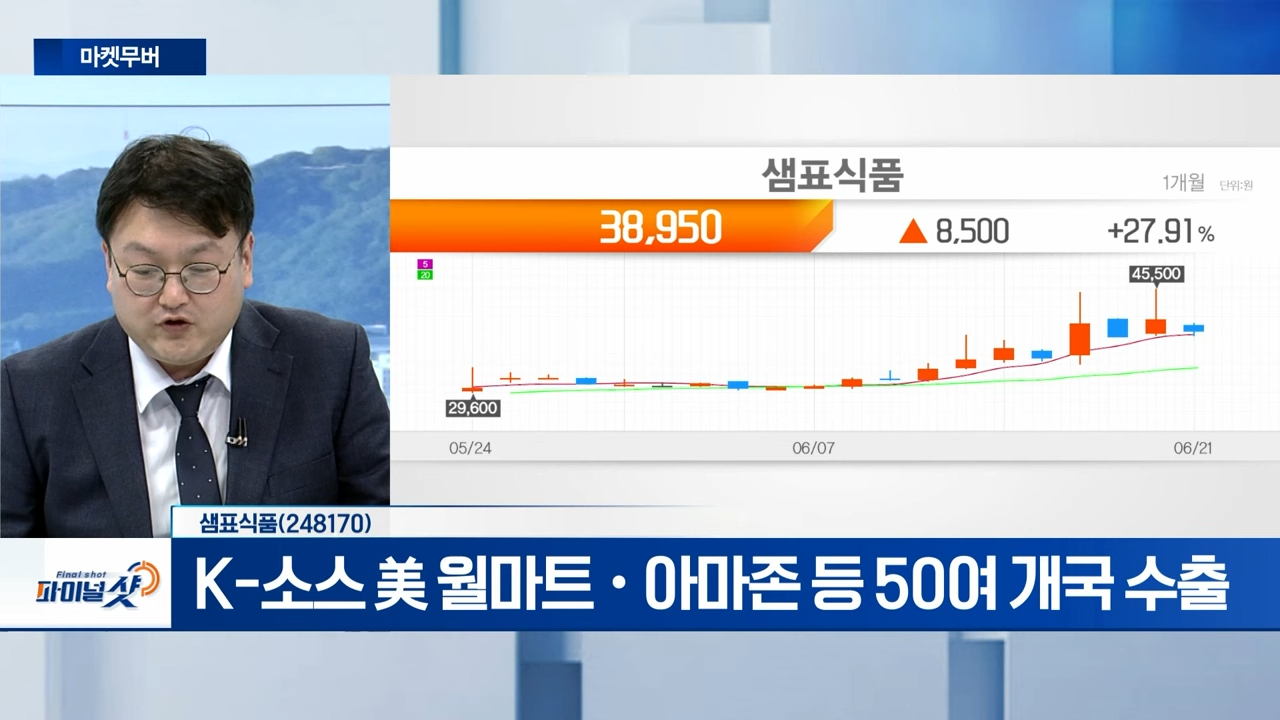 마켓무버
샘표식품
1개월 단위:원
38,950 ▲ 8,500 +27.91%
5
20
45,500
29,600
05/24 06/07 06/21
샘표식품(248170)
Final shot
파이널샷
K-소스 美 월마트·아마존 등 50여 개국 수출